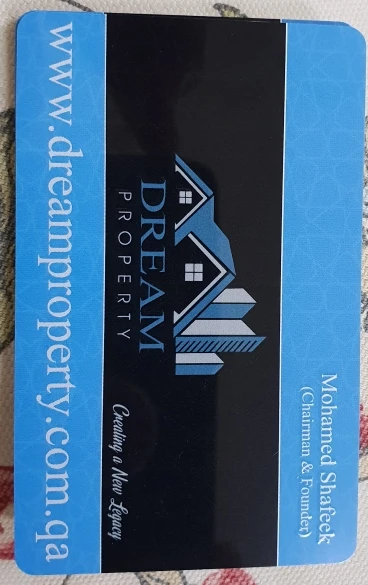 Mohamed Shafeek
(Chairman & Founder)
DREAM
PROPERTY
Creating a New Legacy
www.dreamproperty.com.qa